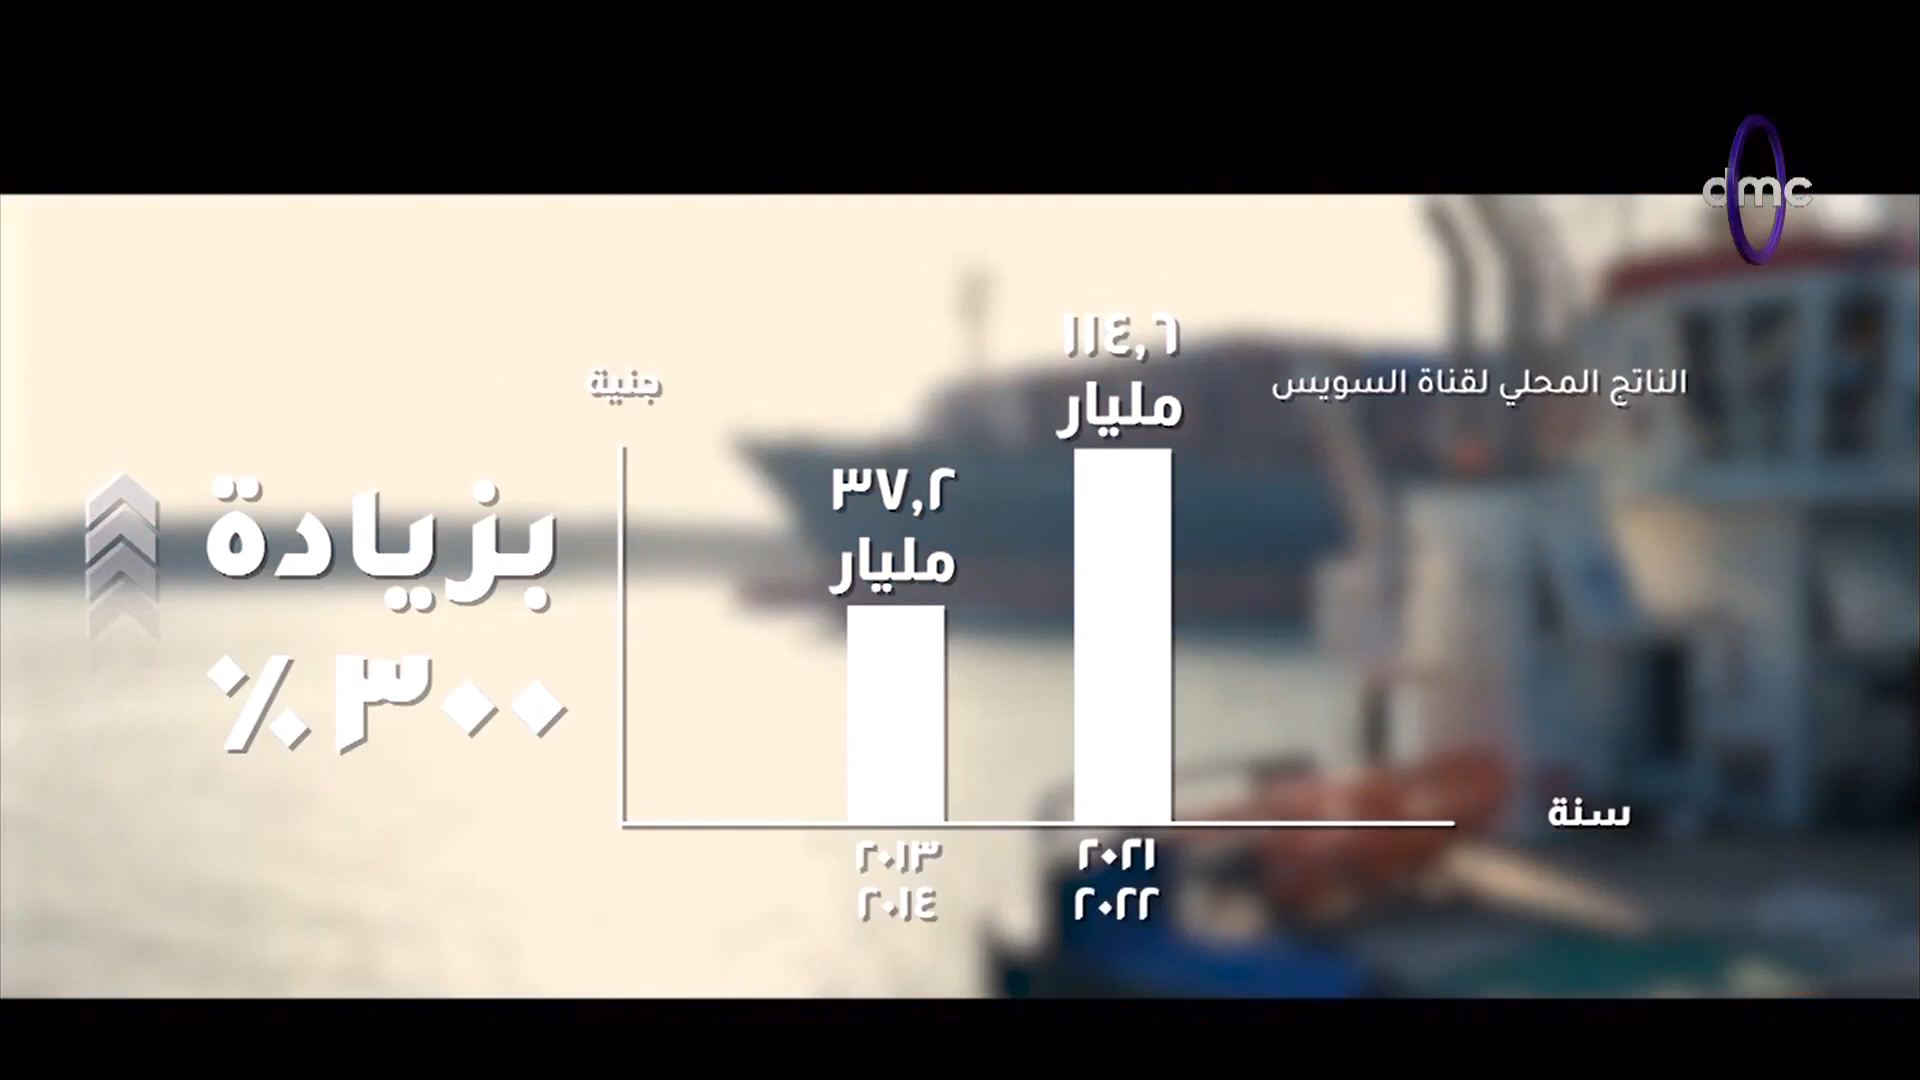 dmc
الناتج المحلي لقناة السويس
جنية
١١٤,٦
مليار
٣٧,٢
مليار
بزيادة
٣٠٠٪
سنة
٢٠١٣
٢٠١٤
٢٠٢١
٢٠٢٢